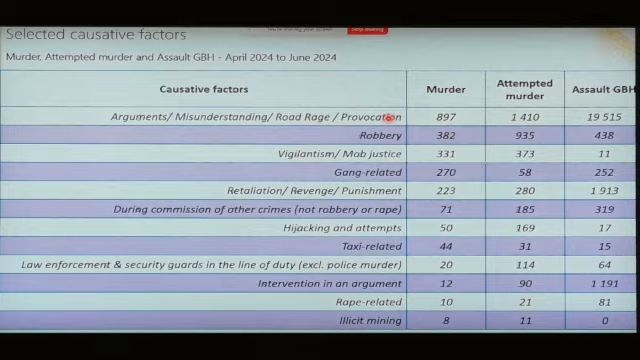 Selected causative factors
Stop sharing
Murder, Attempted murder and Assault GBH - April 2024 to June 2024
Causative factors Murder Attempted murder Assault GBH
Arguments/ Misunderstanding/ Road Rage / Provocation 897 1 410 19 515
Robbery 382 935 438
Vigilantism/ Mob justice 331 373 11
Gang-related 270 58 252
Retaliation/ Revenge/ Punishment 223 280 1 913
During commission of other crimes (not robbery or rape) 71 185 319
Hijacking and attempts 50 169 17
Taxi-related 44 31 15
Law enforcement & security guards in the line of duty (excl. police murder) 20 114 64
Intervention in an argument 12 90 1 191
Rape-related 10 21 81
Illicit mining 8 11 0